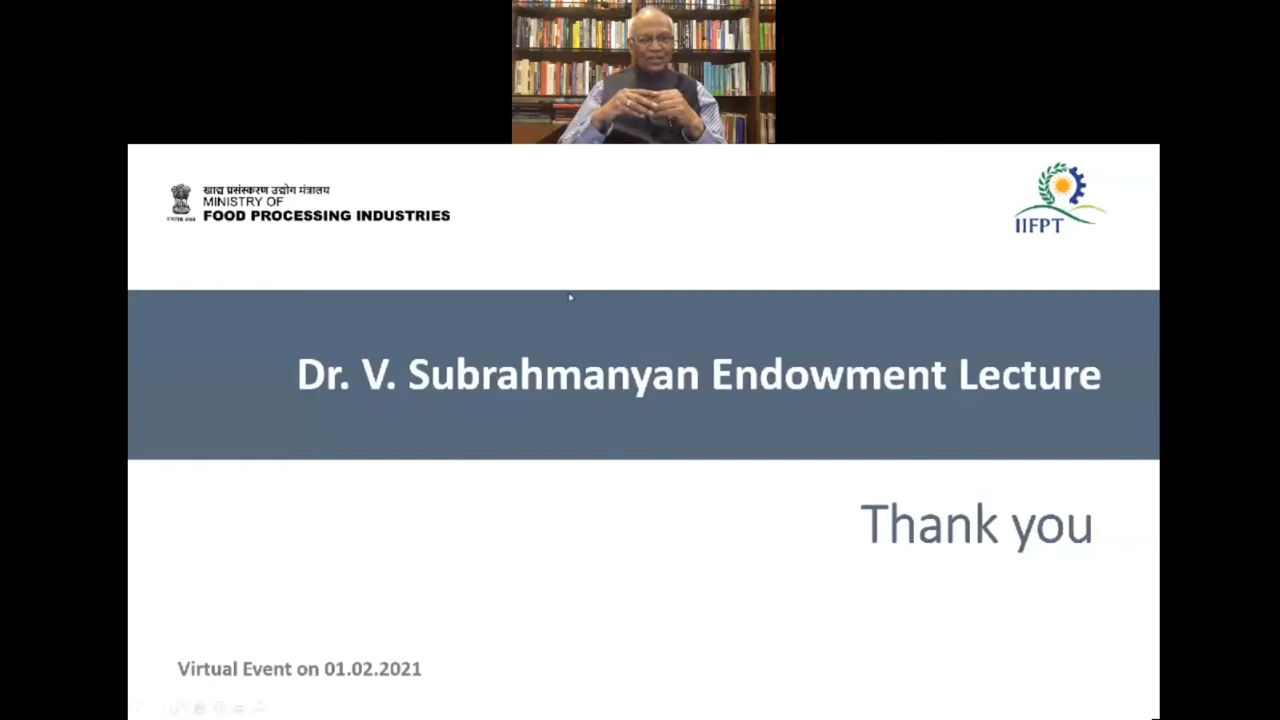 खाद्य प्रसंस्करण उद्योग मंत्रालय
MINISTRY OF
FOOD PROCESSING INDUSTRIES
IIFPT
Dr. V. Subrahmanyan Endowment Lecture
Thank you
Virtual Event on 01.02.2021